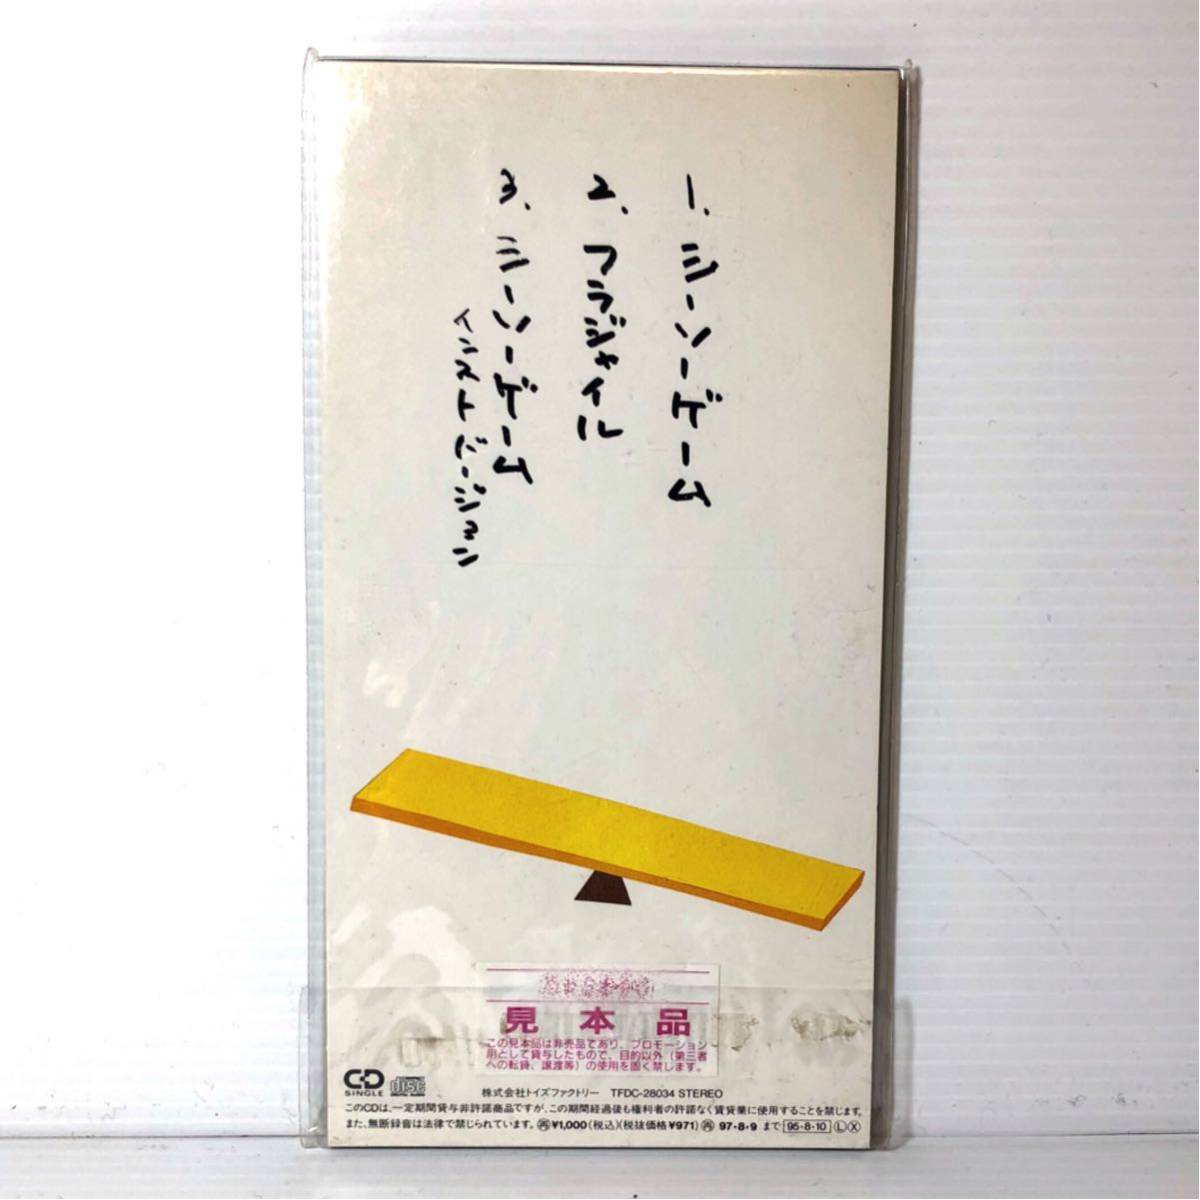 1. シーソーゲーム
2. フラジャイル
3. シーソーゲーム
インストバージョン
見本品
この見本品は非売品であり、プロモーション
用として貸与したもので、目的以外(第三者
への転貸、譲渡等)の使用を固く禁します。
CD SINGLE
株式会社トイズファクトリー TFDC-28034 STEREO
このCDは、一定期間貸与非許諾商品ですが、この期間経過後も権利者の許諾なく賃貸業に使用することを禁じます。
また、無断録音は法律で禁じられています。再¥1,000(税込)(税抜価格¥971)再 97・8・9 まで 95・8・10 L X